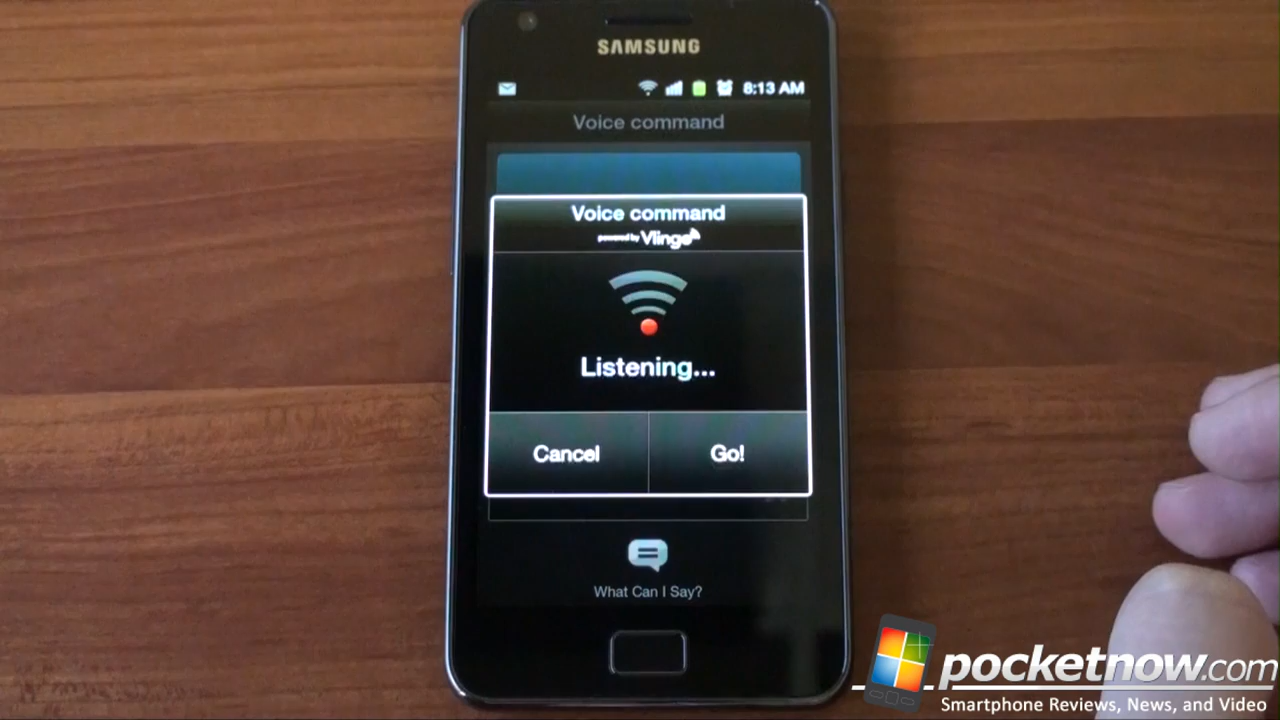 SAMSUNG
8:13 AM
Voice command
Voice command
powered by Vlingo
Listening...
Cancel
Go!
What Can I Say?
pocketnow.com
Smartphone Reviews, News, and Video